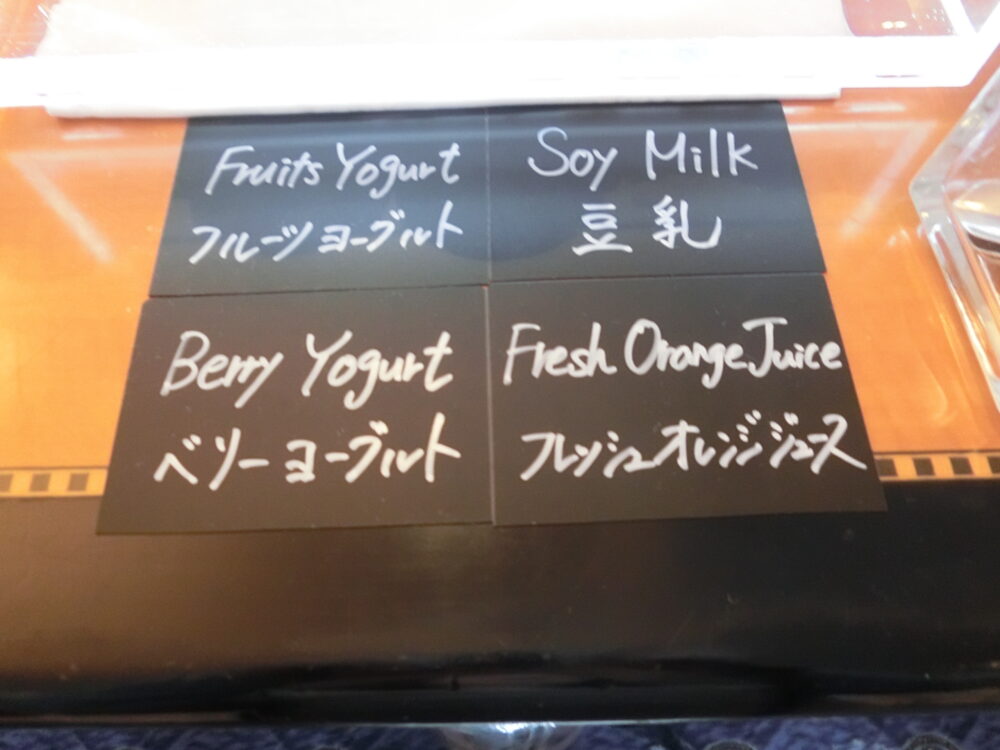 Fruits Yogurt
フルーツヨーグルト
Soy Milk
豆乳
Berry Yogurt
ベリーヨーグルト
Fresh Orange Juice
フレッシュオレンジジュース